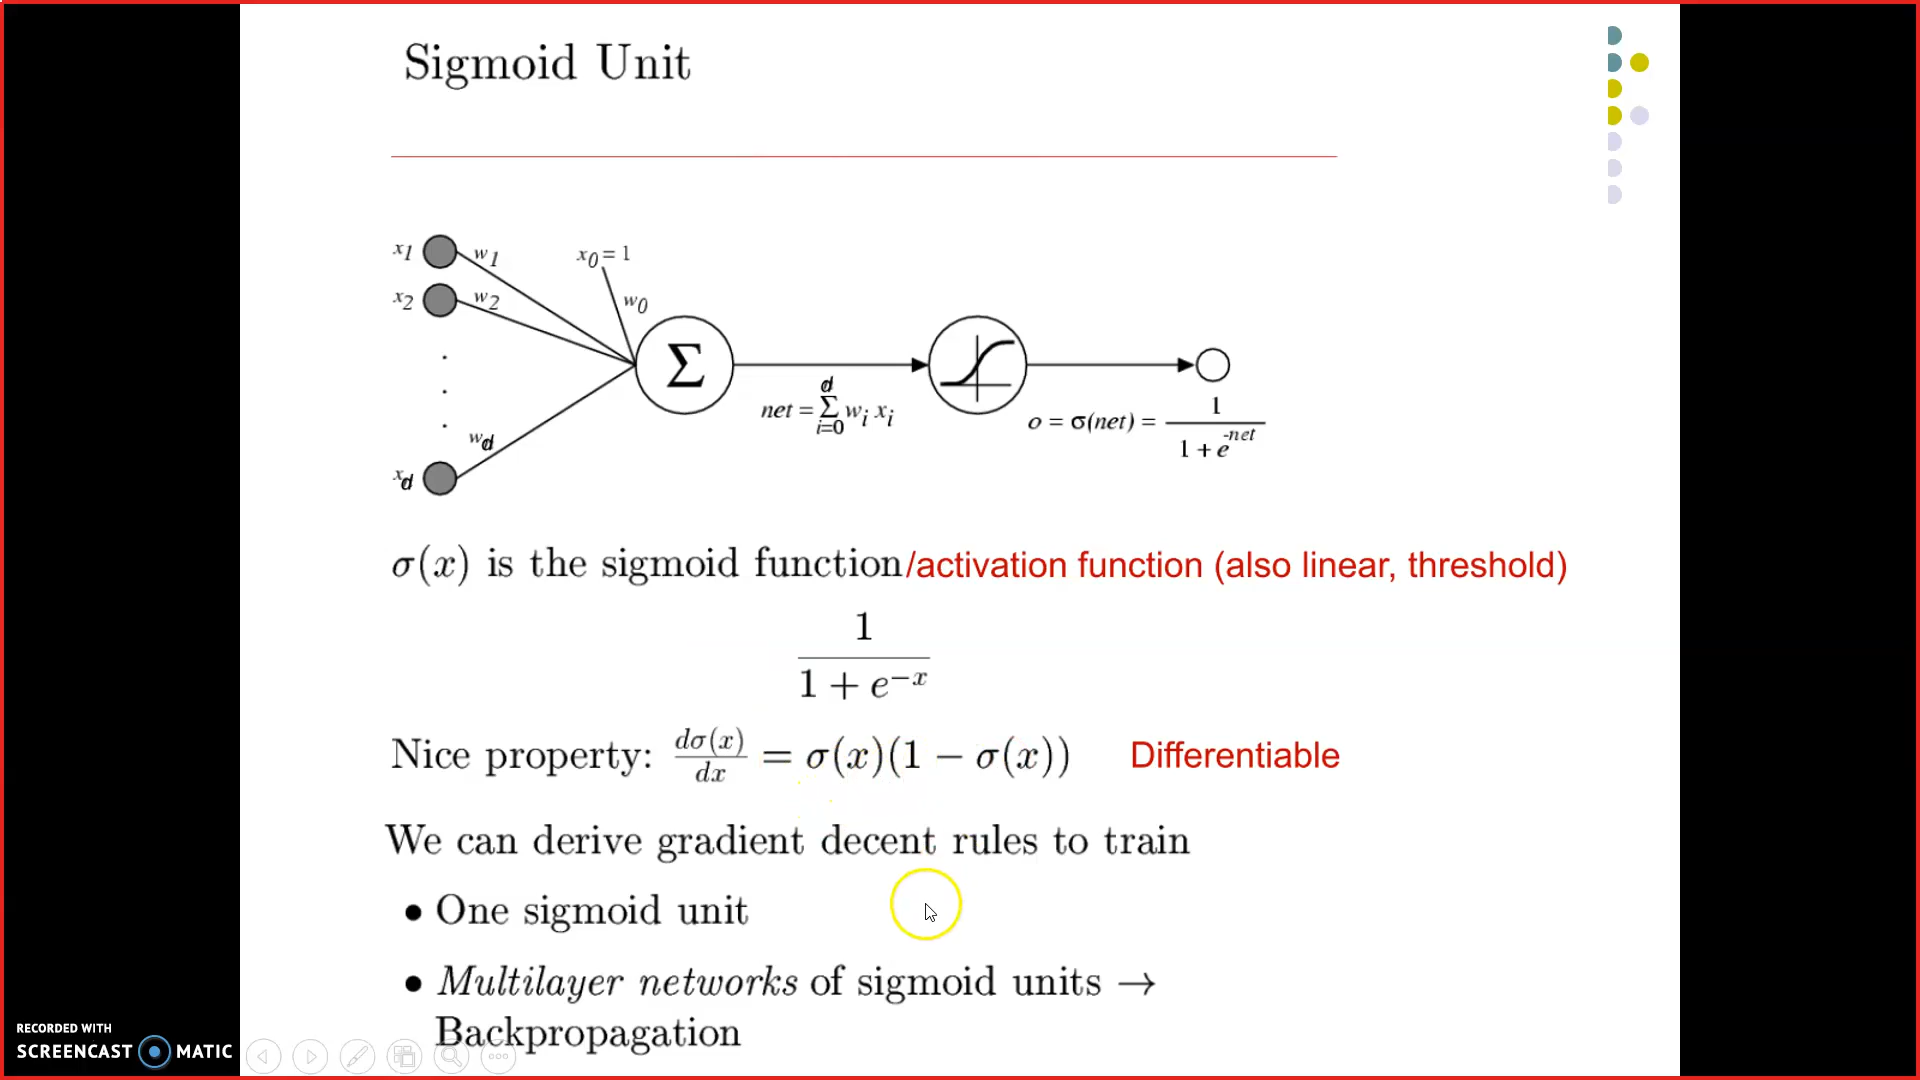 Sigmoid Unit
x1 w1 x0 = 1
x2 w2 w0
Σ
wd
xd
net = Σ_{i=0}^{d} wi xi
o = σ(net) = 1 / (1 + e^{-net})
σ(x) is the sigmoid function/activation function (also linear, threshold)
1
1 + e^{−x}
Nice property: dσ(x)/dx = σ(x)(1 − σ(x)) Differentiable
We can derive gradient decent rules to train
• One sigmoid unit
• Multilayer networks of sigmoid units →
Backpropagation
RECORDED WITH
SCREENCAST MATIC